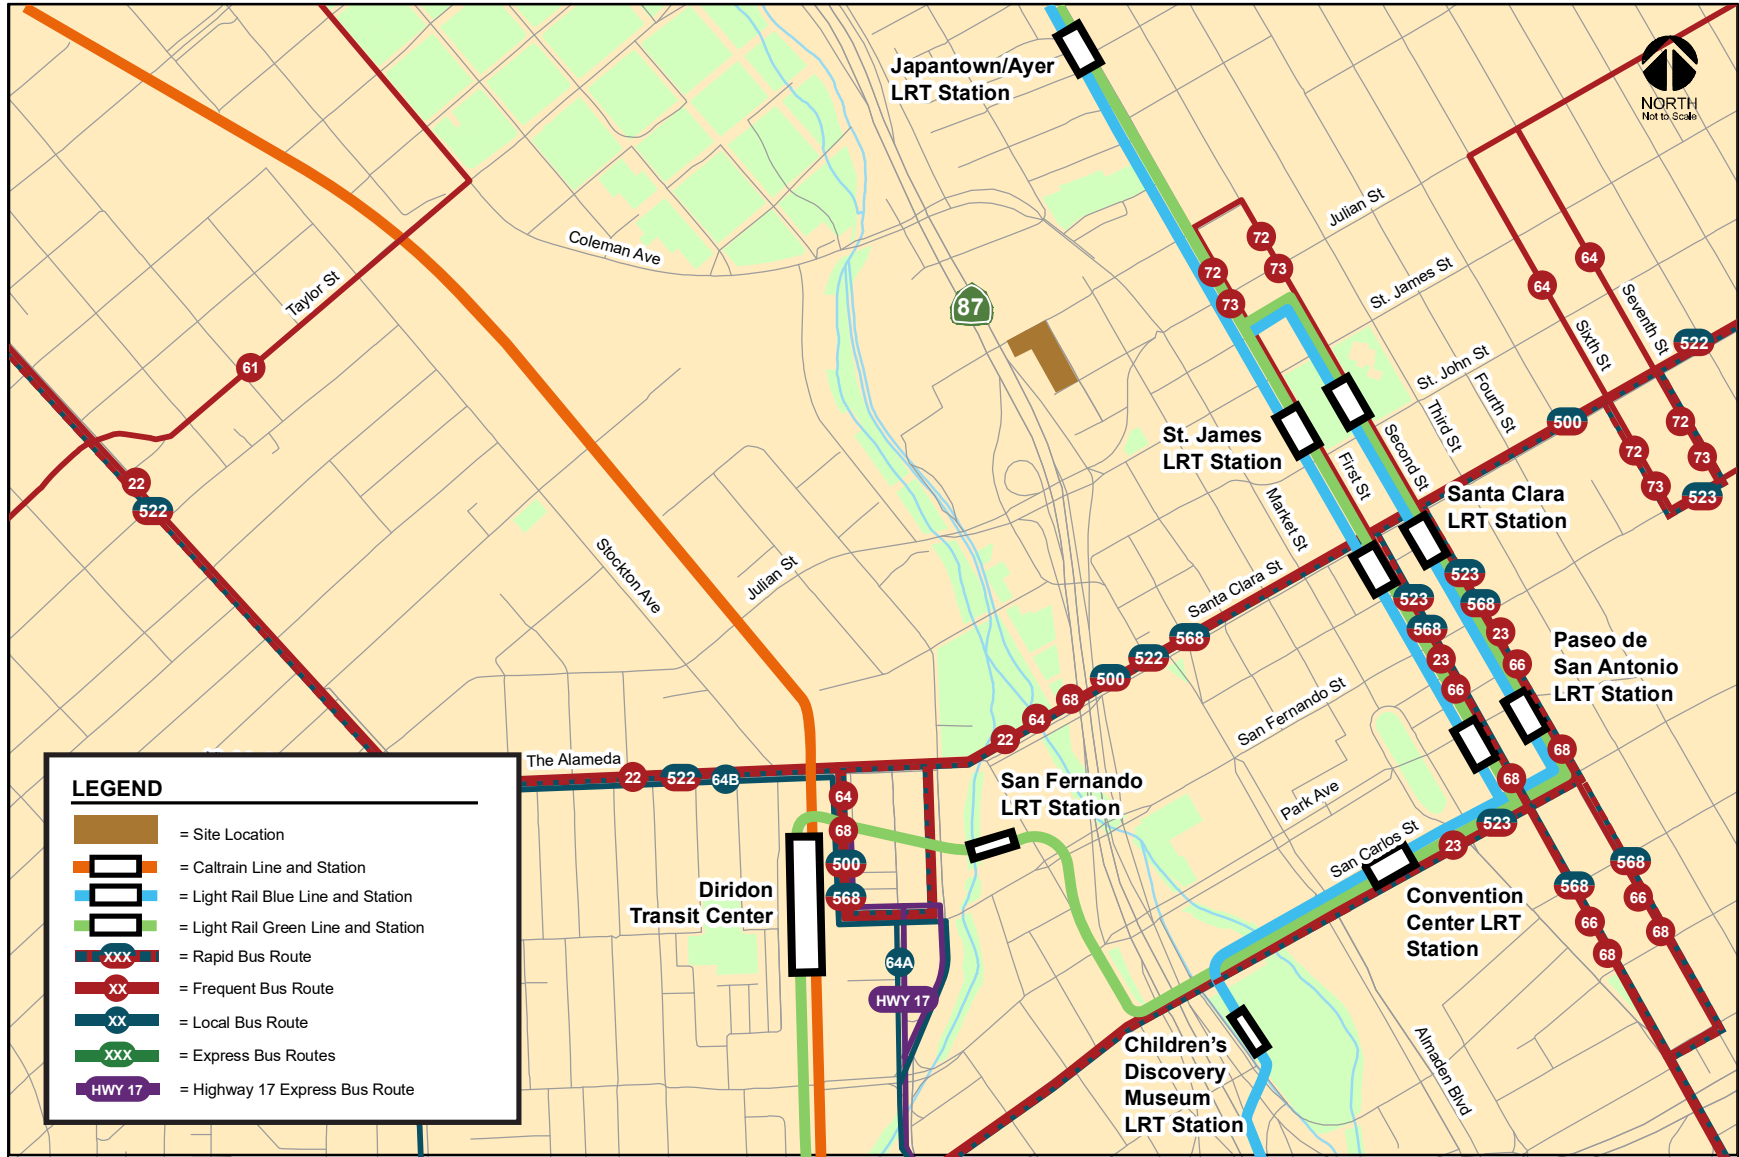 Japantown/Ayer
LRT Station
NORTH
Not to Scale
Julian St
72
73
72
73
64
64
Coleman Ave
87
St. James St
Seventh St
Sixth St
Taylor St
522
St. John St
Fourth St
Third St
61
500
72
73
72
73
523
St. James
LRT Station
Second St
First St
Market St
Santa Clara
LRT Station
22
522
Stockton Ave
Julian St
Santa Clara St
523
568
23
66
523
568
23
66
Paseo de
San Antonio
LRT Station
568
522
500
68
64
22
San Fernando St
68
68
The Alameda
22
522
64B
64
68
500
568
San Fernando
LRT Station
Park Ave
San Carlos St
523
23
Diridon
Transit Center
Convention
Center LRT
Station
568
66
68
568
66
68
64A
HWY 17
Children's
Discovery
Museum
LRT Station
Almaden Blvd
LEGEND
= Site Location
= Caltrain Line and Station
= Light Rail Blue Line and Station
= Light Rail Green Line and Station
XXX = Rapid Bus Route
XX = Frequent Bus Route
XX = Local Bus Route
XXX = Express Bus Routes
HWY 17 = Highway 17 Express Bus Route